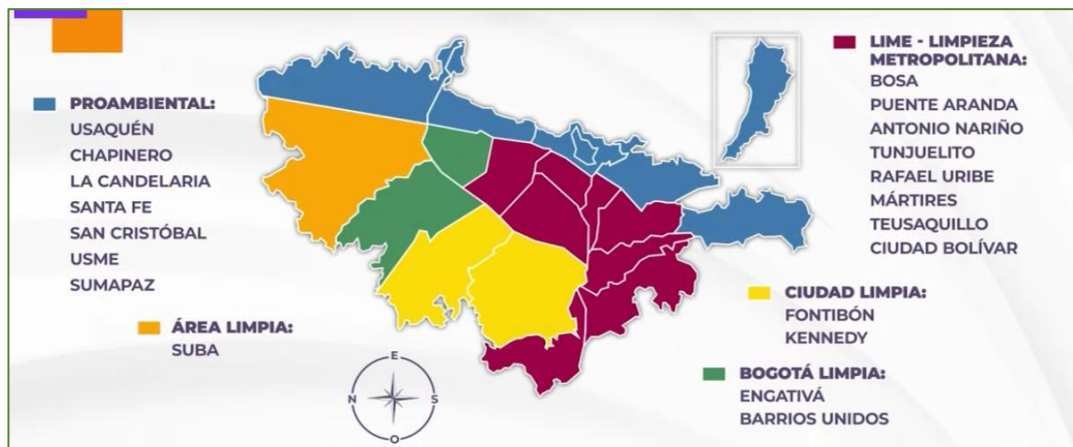 PROAMBIENTAL:
USAQUÉN
CHAPINERO
LA CANDELARIA
SANTA FE
SAN CRISTÓBAL
USME
SUMAPAZ
ÁREA LIMPIA:
SUBA
E
N
S
O
LIME - LIMPIEZA
METROPOLITANA:
BOSA
PUENTE ARANDA
ANTONIO NARIÑO
TUNJUELITO
RAFAEL URIBE
MÁRTIRES
TEUSAQUILLO
CIUDAD BOLÍVAR
CIUDAD LIMPIA:
FONTIBÓN
KENNEDY
BOGOTÁ LIMPIA:
ENGATIVÁ
BARRIOS UNIDOS